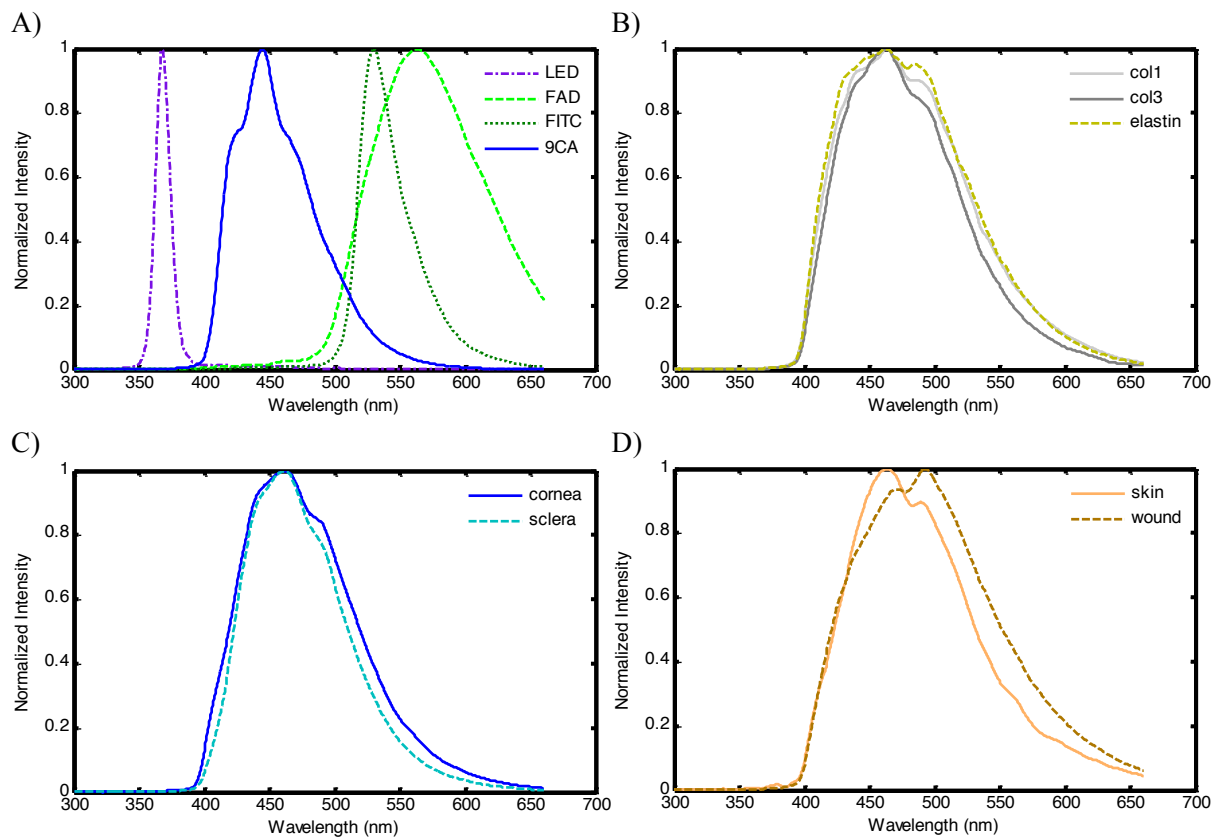 A)
1
0.8
0.6
0.4
0.2
0
300 400 450 500 550 600 700
Normalized Intensity
Wavelength (nm)
LED
FAD
FITC
9CA
B)
1
0.8
0.6
0.4
0.2
0
300 350 400 450 500 550 600 700
Normalized Intensity
Wavelength (nm)
col1
col3
elastin
C)
1
0.8
0.6
0.4
0.2
0
300 350 400 450 500 550 600 700
Normalized Intensity
Wavelength (nm)
cornea
sclera
D)
1
0.8
0.6
0.4
0.2
0
300 350 400 450 500 550 600 700
Normalized Intensity
Wavelength (nm)
skin
wound